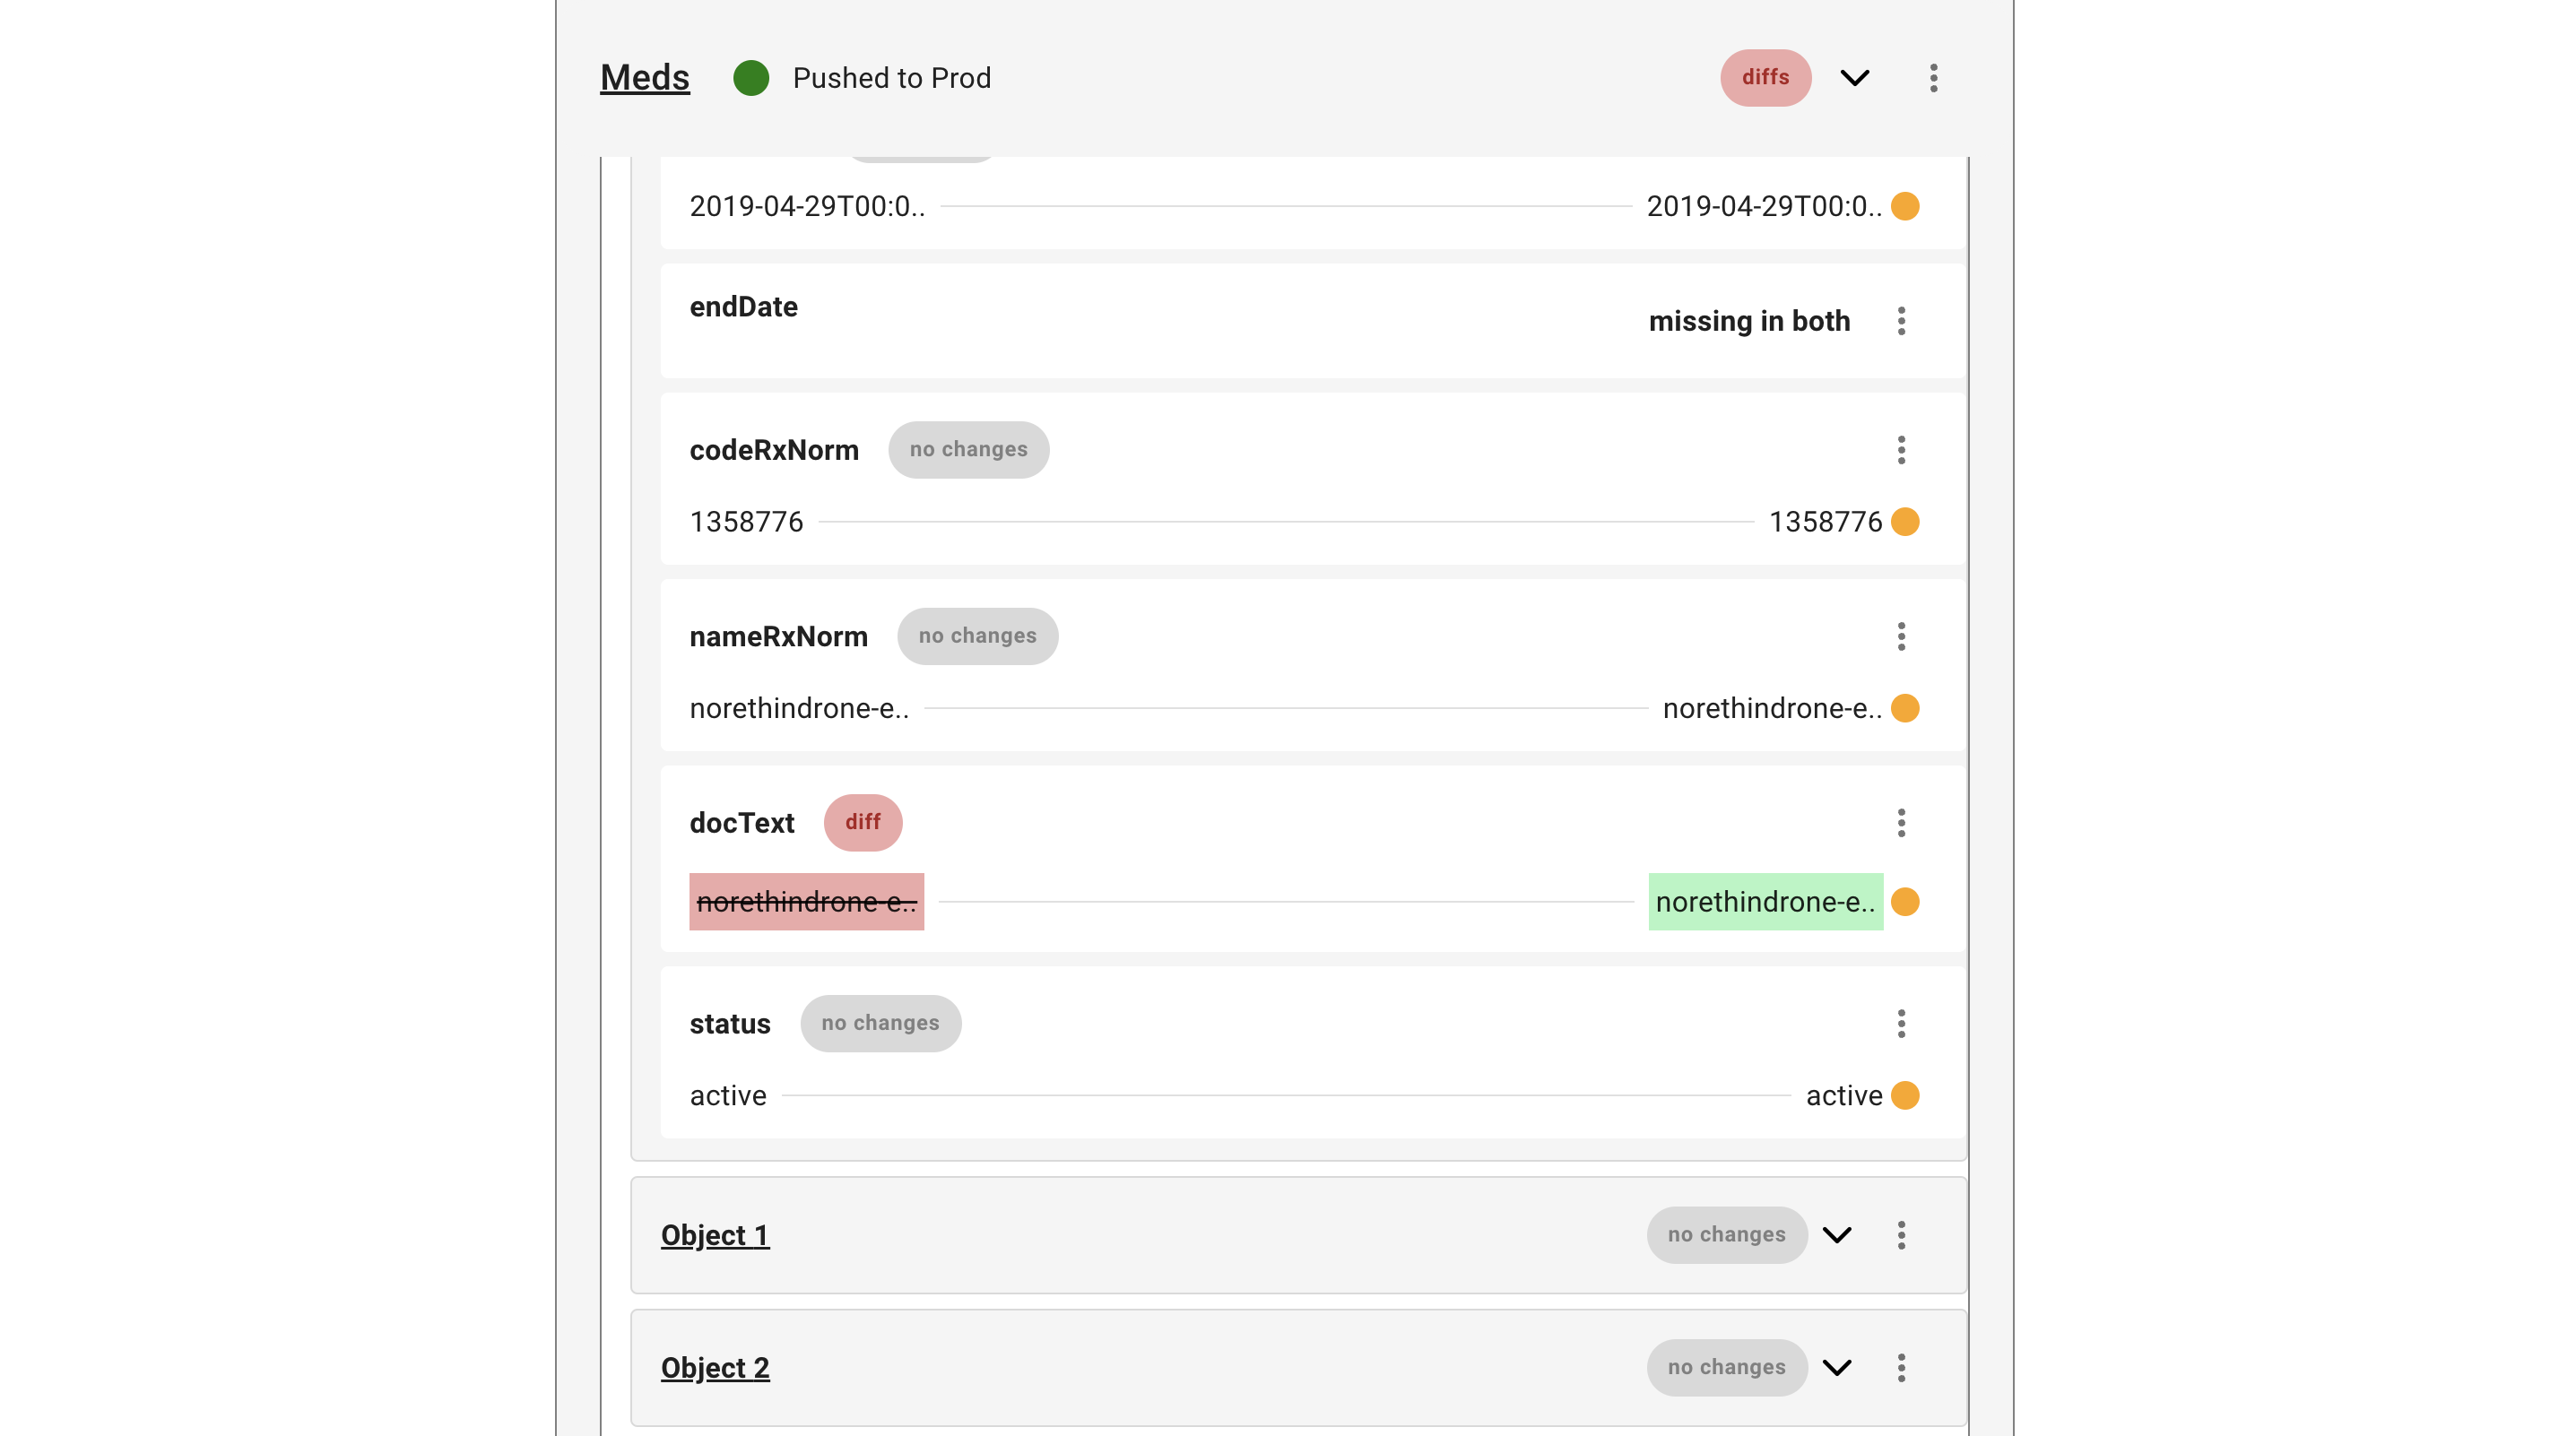 Meds Pushed to Prod diffs
2019-04-29T00:0.. 2019-04-29T00:0..
endDate missing in both
codeRxNorm no changes
1358776 1358776
nameRxNorm no changes
norethindrone-e.. norethindrone-e..
docText diff
norethindrone-e.. norethindrone-e..
status no changes
active active
Object 1 no changes
Object 2 no changes